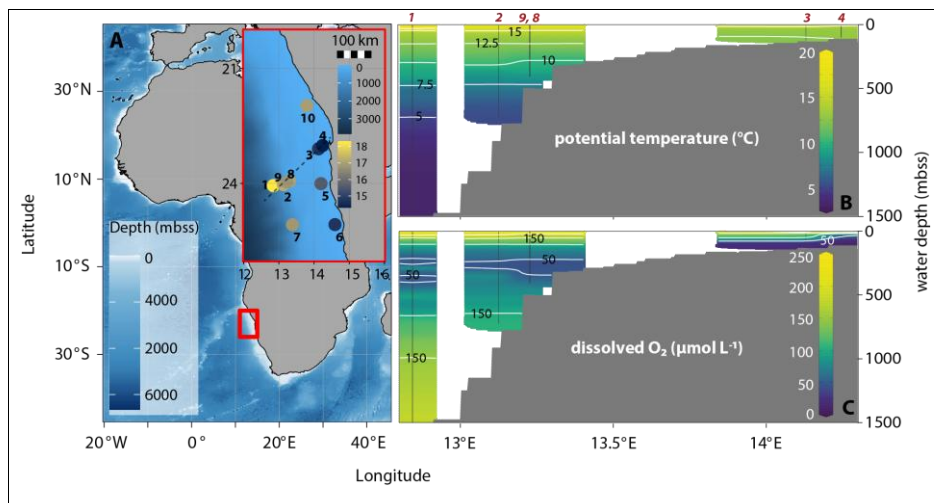 A
100 km
21
24
0
1000
2000
3000
18
17
16
15
10
4
3
9
8
1
2
5
7
6
12 13 14 15 16
30°N
10°N
10°S
30°S
Latitude
Depth (mbss)
0
4000
2000
6000
20°W 0° 20°E 40°E
Longitude
1 2 9, 8 3 4
15
12.5
10
7.5
5
potential temperature (°C)
20
15
10
5
B
0
500
1000
1500
water depth (mbss)
150
50
50
50
150
150
dissolved O₂ (µmol L⁻¹)
250
200
150
100
50
0
C
0
500
1000
1500
13°E 13.5°E 14°E